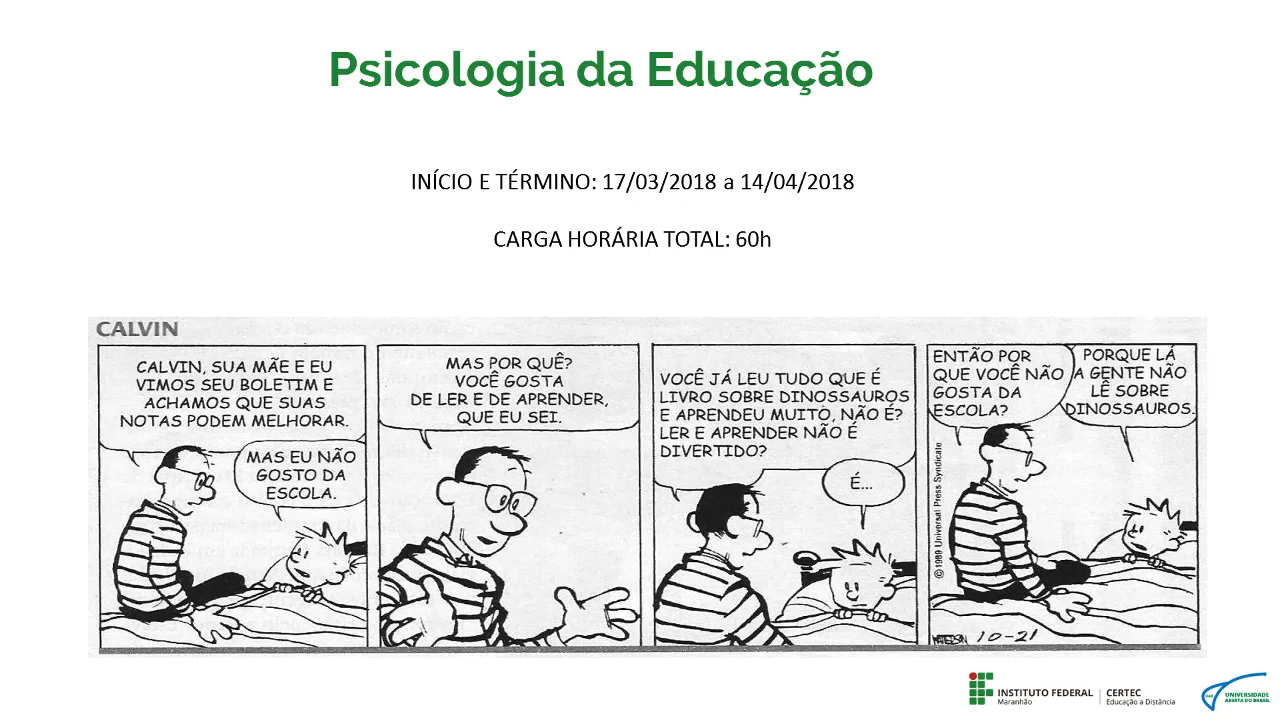 Psicologia da Educação
INÍCIO E TÉRMINO: 17/03/2018 a 14/04/2018
CARGA HORÁRIA TOTAL: 60h
CALVIN
CALVIN, SUA MÃE E EU
VIMOS SEU BOLETIM E
ACHAMOS QUE SUAS
NOTAS PODEM MELHORAR.
MAS EU NÃO
GOSTO DA
ESCOLA.
MAS POR QUÊ?
VOCÊ GOSTA
DE LER E DE APRENDER,
QUE EU SEI.
VOCÊ JÁ LEU TUDO QUE É
LIVRO SOBRE DINOSSAUROS
E APRENDEU MUITO, NÃO É?
LER E APRENDER NÃO É
DIVERTIDO?
É...
ENTÃO POR
QUE VOCÊ NÃO
GOSTA DA
ESCOLA?
PORQUE LÁ
A GENTE NÃO
LÊ SOBRE
DINOSSAUROS.
© 1989 Universal Press Syndicate
WATTERSON 10-21
INSTITUTO FEDERAL
Maranhão
CERTEC
Educação a Distância
UAB
UNIVERSIDADE
ABERTA DO BRASIL